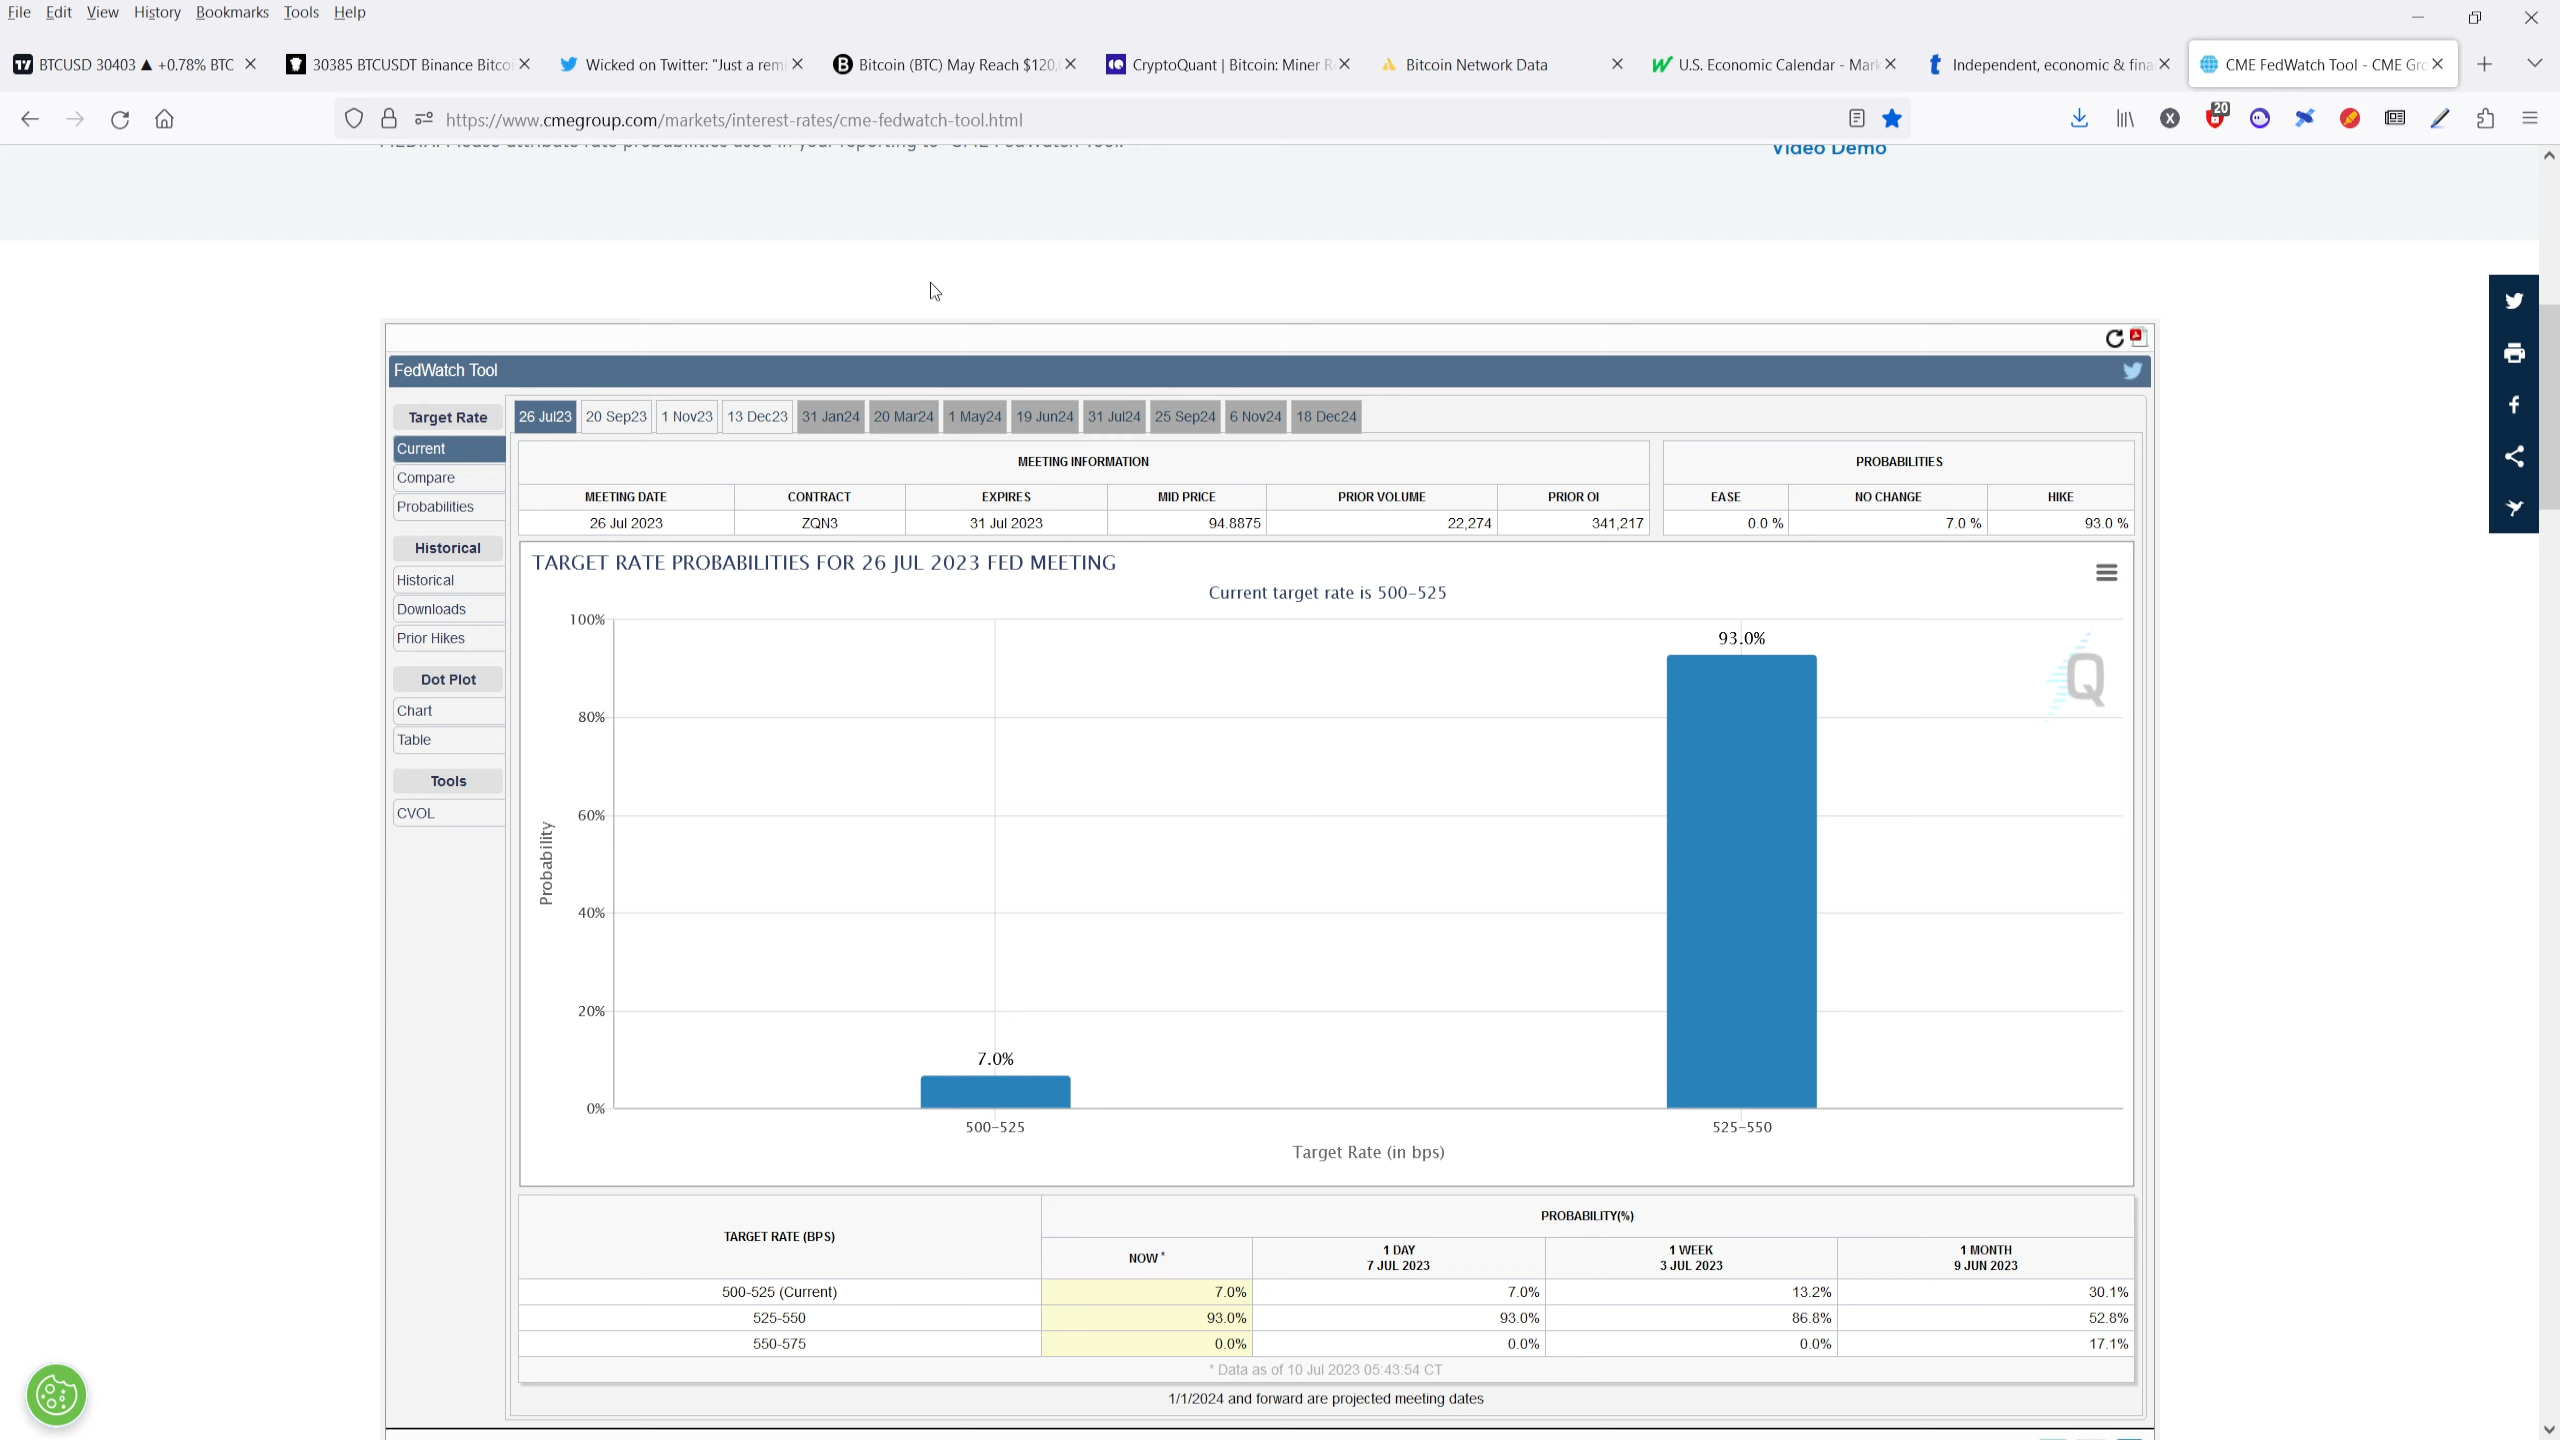 File Edit View History Bookmarks Tools Help
BTCUSD 30403 ▲ +0.78% BTC
30385 BTCUSDT Binance Bitcoi
Wicked on Twitter: "Just a remi
Bitcoin (BTC) May Reach $120,
CryptoQuant | Bitcoin: Miner R
Bitcoin Network Data
U.S. Economic Calendar - Mark
Independent, economic & fina
CME FedWatch Tool - CME Gro
https://www.cmegroup.com/markets/interest-rates/cme-fedwatch-tool.html
20
Video Demo
FedWatch Tool
Target Rate
Current
Compare
Probabilities
Historical
Historical
Downloads
Prior Hikes
Dot Plot
Chart
Table
Tools
CVOL
26 Jul23 20 Sep23 1 Nov23 13 Dec23 31 Jan24 20 Mar24 1 May24 19 Jun24 31 Jul24 25 Sep24 6 Nov24 18 Dec24
MEETING INFORMATION
MEETING DATE CONTRACT EXPIRES MID PRICE PRIOR VOLUME PRIOR OI
26 Jul 2023 ZQN3 31 Jul 2023 94.8875 22,274 341,217
PROBABILITIES
EASE NO CHANGE HIKE
0.0 % 7.0 % 93.0 %
TARGET RATE PROBABILITIES FOR 26 JUL 2023 FED MEETING
Current target rate is 500-525
100%
80%
60%
40%
20%
0%
Probability
7.0%
93.0%
Q
500-525 525-550
Target Rate (in bps)
TARGET RATE (BPS) PROBABILITY(%)
NOW * 1 DAY 1 WEEK 1 MONTH
7 JUL 2023 3 JUL 2023 9 JUN 2023
500-525 (Current) 7.0% 7.0% 13.2% 30.1%
525-550 93.0% 93.0% 86.8% 52.8%
550-575 0.0% 0.0% 0.0% 17.1%
* Data as of 10 Jul 2023 05:43:54 CT
1/1/2024 and forward are projected meeting dates